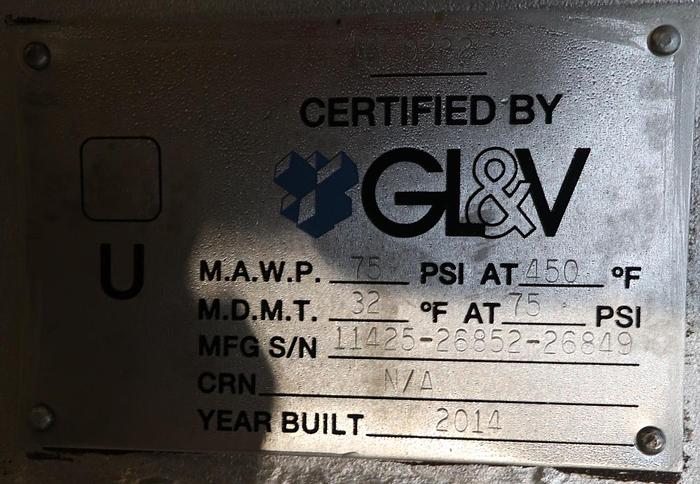 CERTIFIED BY
GL&V
U
M.A.W.P. 75 PSI AT 450 °F
M.D.M.T. 32 °F AT 75 PSI
MFG S/N 11425-26852-26849
CRN N/A
YEAR BUILT 2014